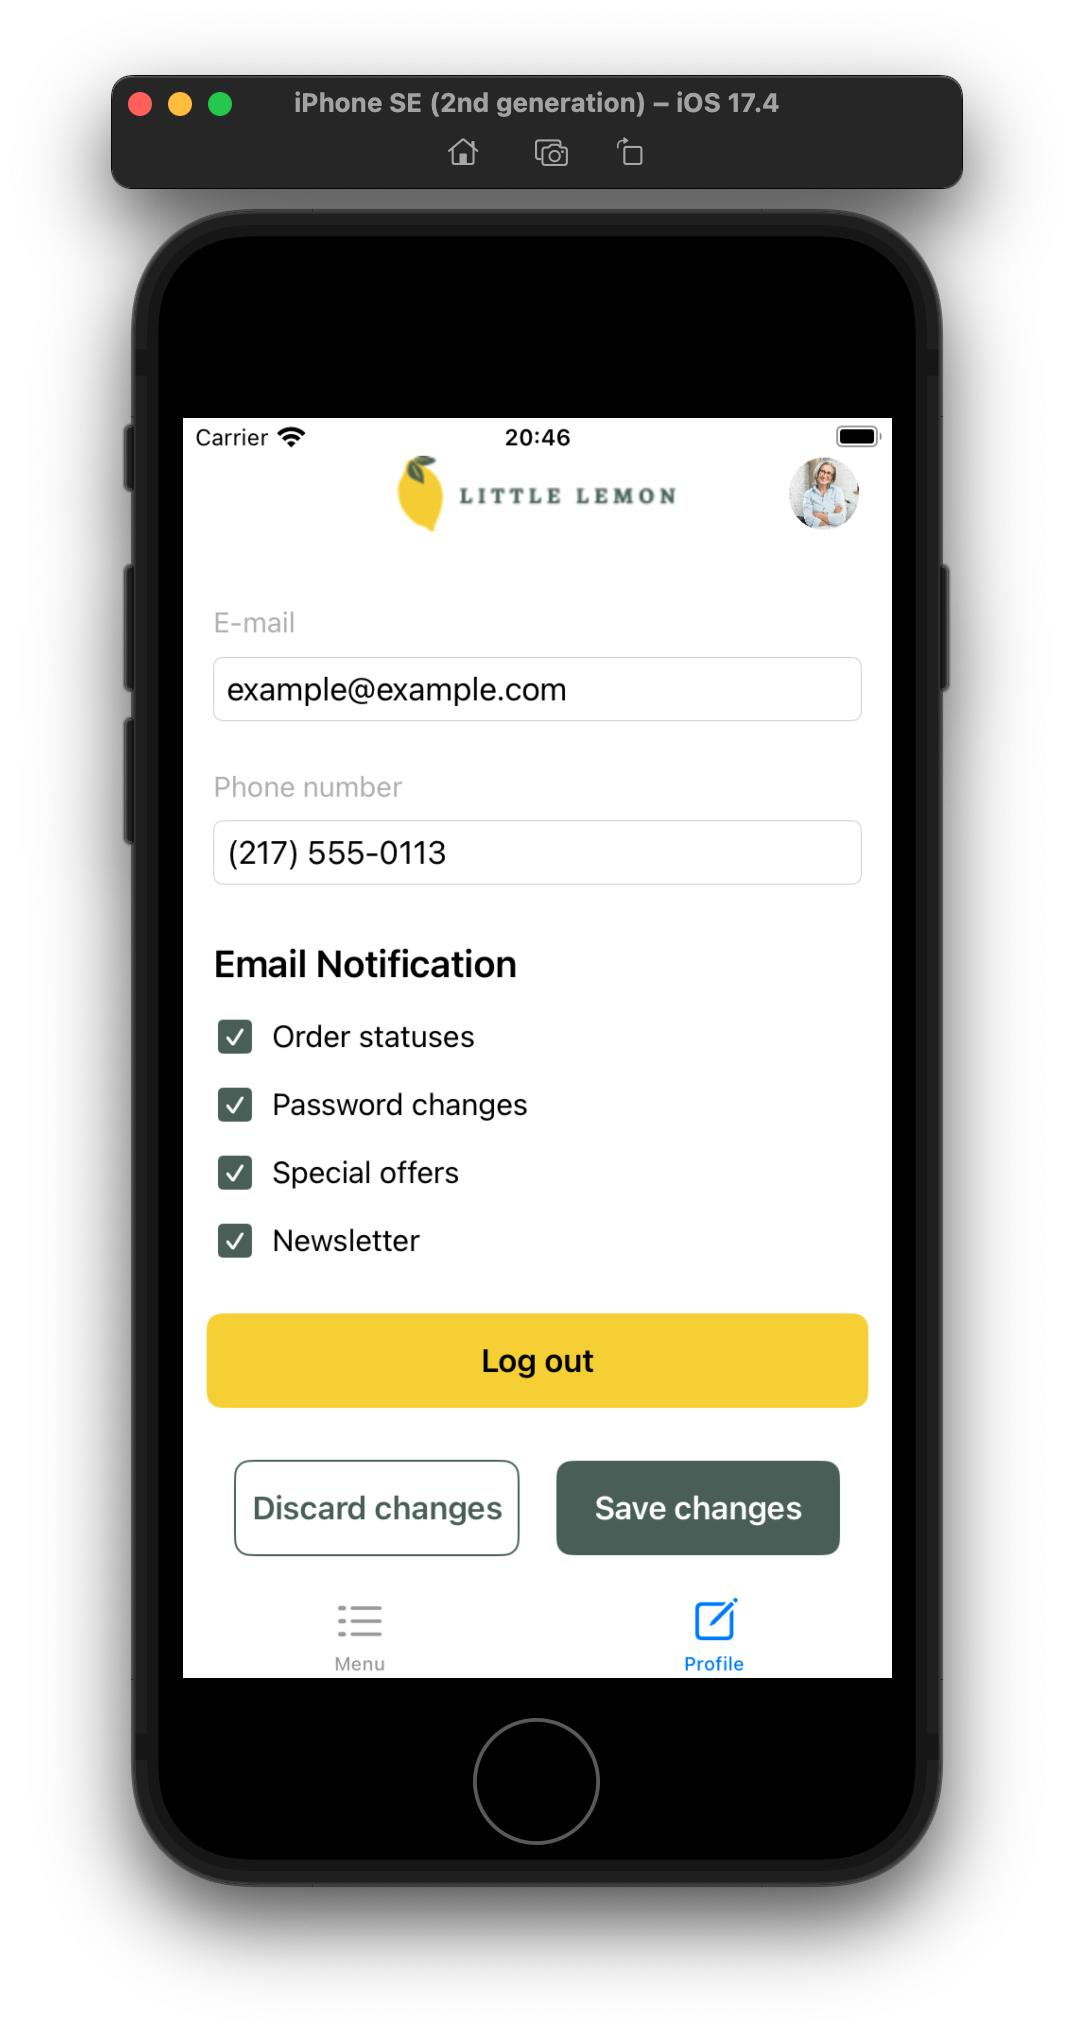 iPhone SE (2nd generation) – iOS 17.4
Carrier 20:46
LITTLE LEMON
E-mail
example@example.com
Phone number
(217) 555-0113
Email Notification
Order statuses
Password changes
Special offers
Newsletter
Log out
Discard changes Save changes
Menu Profile